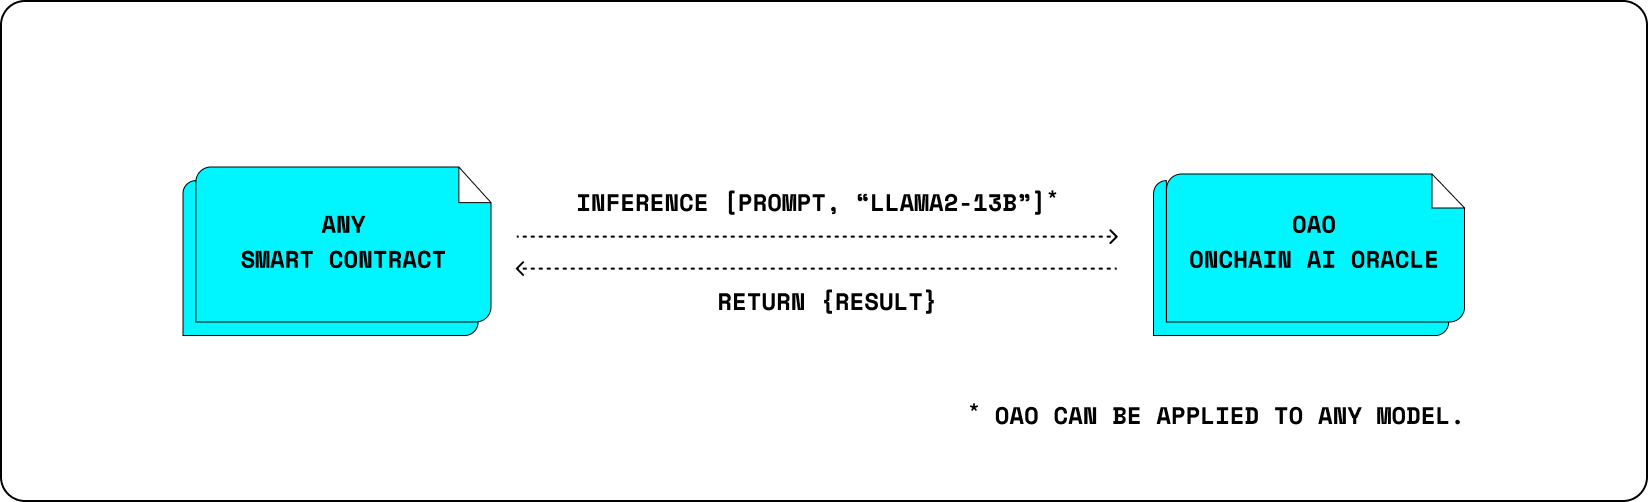 ANY
SMART CONTRACT
INFERENCE [PROMPT, “LLAMA2-13B”]*
RETURN {RESULT}
OAO
ONCHAIN AI ORACLE
* OAO CAN BE APPLIED TO ANY MODEL.